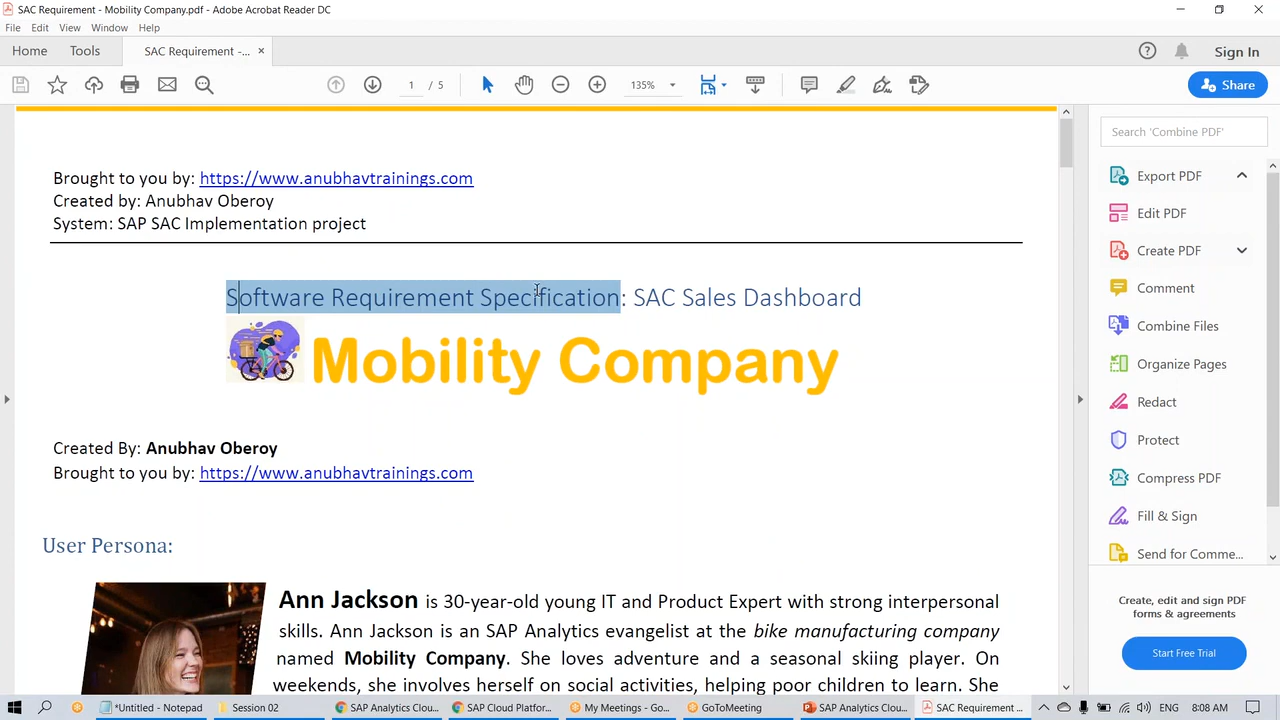 SAC Requirement - Mobility Company.pdf - Adobe Acrobat Reader DC
File Edit View Window Help
Home Tools SAC Requirement -... × Sign In
1 / 5 135% Share
Search 'Combine PDF'
Brought to you by: https://www.anubhavtrainings.com
Created by: Anubhav Oberoy
System: SAP SAC Implementation project
Software Requirement Specification: SAC Sales Dashboard
Mobility Company
Created By: Anubhav Oberoy
Brought to you by: https://www.anubhavtrainings.com
User Persona:
Ann Jackson is 30-year-old young IT and Product Expert with strong interpersonal
skills. Ann Jackson is an SAP Analytics evangelist at the bike manufacturing company
named Mobility Company. She loves adventure and a seasonal skiing player. On
weekends, she involves herself on social activities, helping poor children to learn. She
Export PDF
Edit PDF
Create PDF
Comment
Combine Files
Organize Pages
Redact
Protect
Compress PDF
Fill & Sign
Send for Comme...
Create, edit and sign PDF
forms & agreements
Start Free Trial
*Untitled - Notepad Session 02 SAP Analytics Clou... SAP Cloud Platfor... My Meetings - Go... GoToMeeting SAP Analytics Clou... SAC Requirement ... 8:08 AM